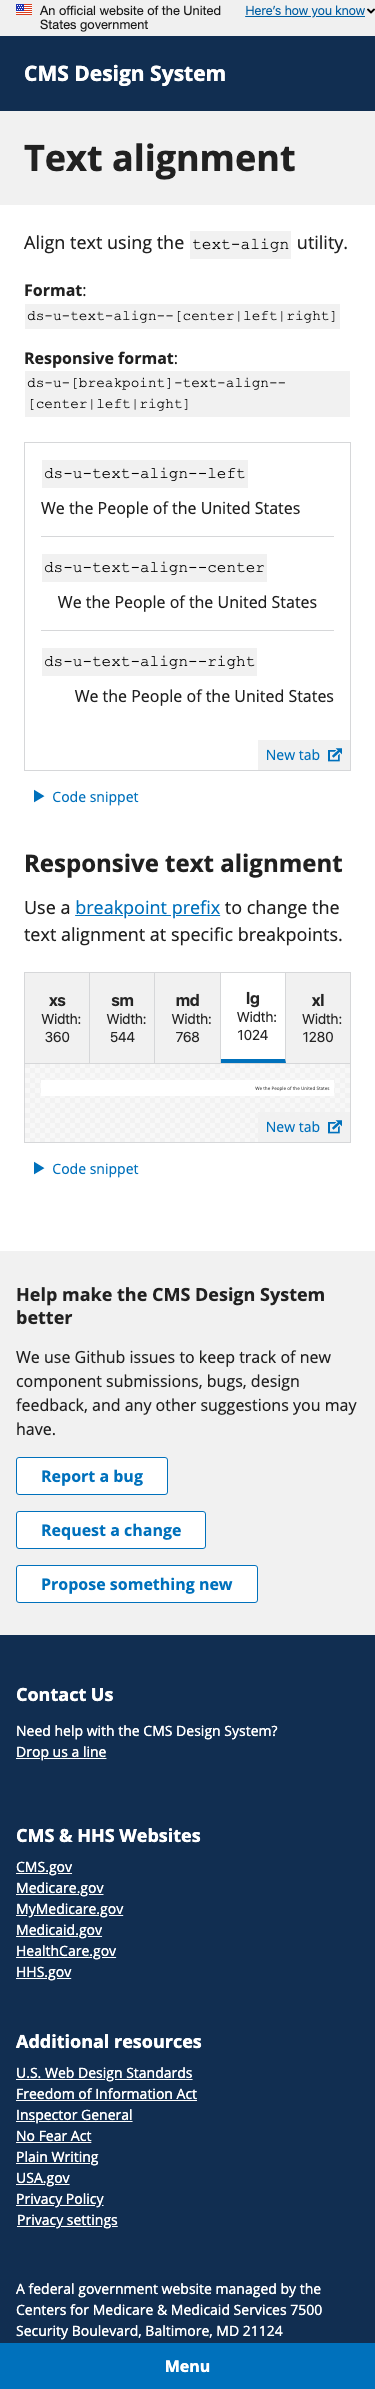 An official website of the United States government
Here's how you know
CMS Design System
Text alignment
Align text using the text-align utility.
Format:
ds-u-text-align--[center|left|right]
Responsive format:
ds-u-[breakpoint]-text-align--
[center|left|right]
ds-u-text-align--left
We the People of the United States
ds-u-text-align--center
We the People of the United States
ds-u-text-align--right
We the People of the United States
New tab
Code snippet
Responsive text alignment
Use a breakpoint prefix to change the
text alignment at specific breakpoints.
xs
Width:
360
sm
Width:
544
md
Width:
768
lg
Width:
1024
xl
Width:
1280
We the People of the United States
New tab
Code snippet
Help make the CMS Design System
better
We use Github issues to keep track of new
component submissions, bugs, design
feedback, and any other suggestions you may
have.
Report a bug
Request a change
Propose something new
Contact Us
Need help with the CMS Design System?
Drop us a line
CMS & HHS Websites
CMS.gov
Medicare.gov
MyMedicare.gov
Medicaid.gov
HealthCare.gov
HHS.gov
Additional resources
U.S. Web Design Standards
Freedom of Information Act
Inspector General
No Fear Act
Plain Writing
USA.gov
Privacy Policy
Privacy settings
A federal government website managed by the
Centers for Medicare & Medicaid Services 7500
Security Boulevard, Baltimore, MD 21124
Menu